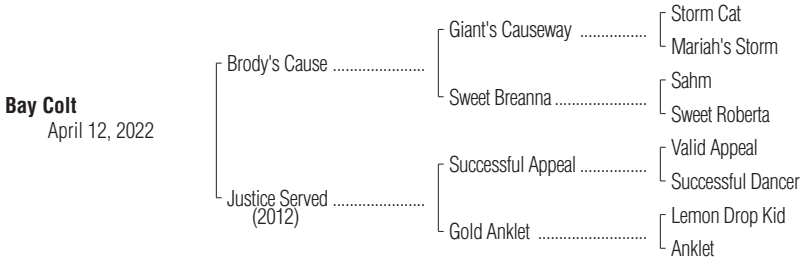 Storm Cat
Giant's Causeway ................
Mariah's Storm
Brody's Cause ......................
Sahm
Sweet Breanna ......................
Sweet Roberta
Bay Colt
April 12, 2022
Valid Appeal
Successful Appeal ................
Successful Dancer
Justice Served ......................
(2012)
Lemon Drop Kid
Gold Anklet ..........................
Anklet